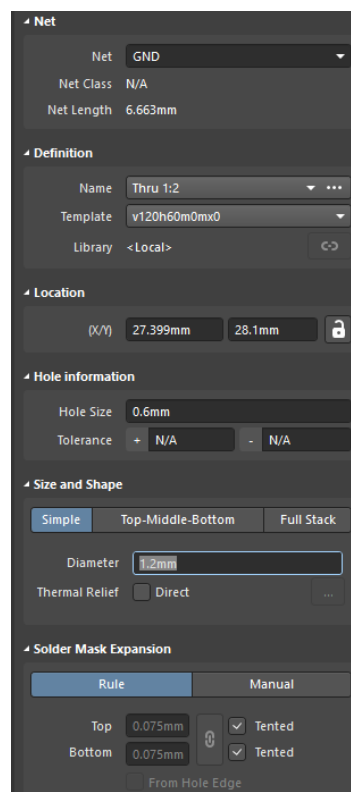 Net
Net GND
Net Class N/A
Net Length 6.663mm
Definition
Name Thru 1:2 ...
Template v120h60m0mx0
Library <Local>
Location
(X/Y) 27.399mm 28.1mm
Hole information
Hole Size 0.6mm
Tolerance + N/A - N/A
Size and Shape
Simple Top-Middle-Bottom Full Stack
Diameter 1.2mm
Thermal Relief Direct ...
Solder Mask Expansion
Rule Manual
Top 0.075mm Tented
Bottom 0.075mm Tented
From Hole Edge